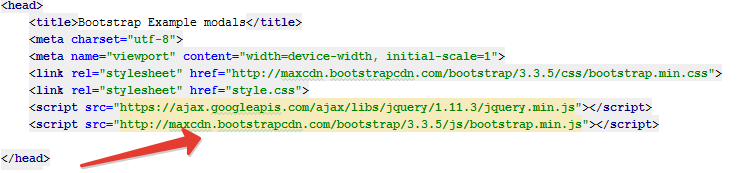 <head>
<title>Bootstrap Example modals</title>
<meta charset="utf-8">
<meta name="viewport" content="width=device-width, initial-scale=1">
<link rel="stylesheet" href="http://maxcdn.bootstrapcdn.com/bootstrap/3.3.5/css/bootstrap.min.css">
<link rel="stylesheet" href="style.css">
<script src="https://ajax.googleapis.com/ajax/libs/jquery/1.11.3/jquery.min.js"></script>
<script src="http://maxcdn.bootstrapcdn.com/bootstrap/3.3.5/js/bootstrap.min.js"></script>
</head>